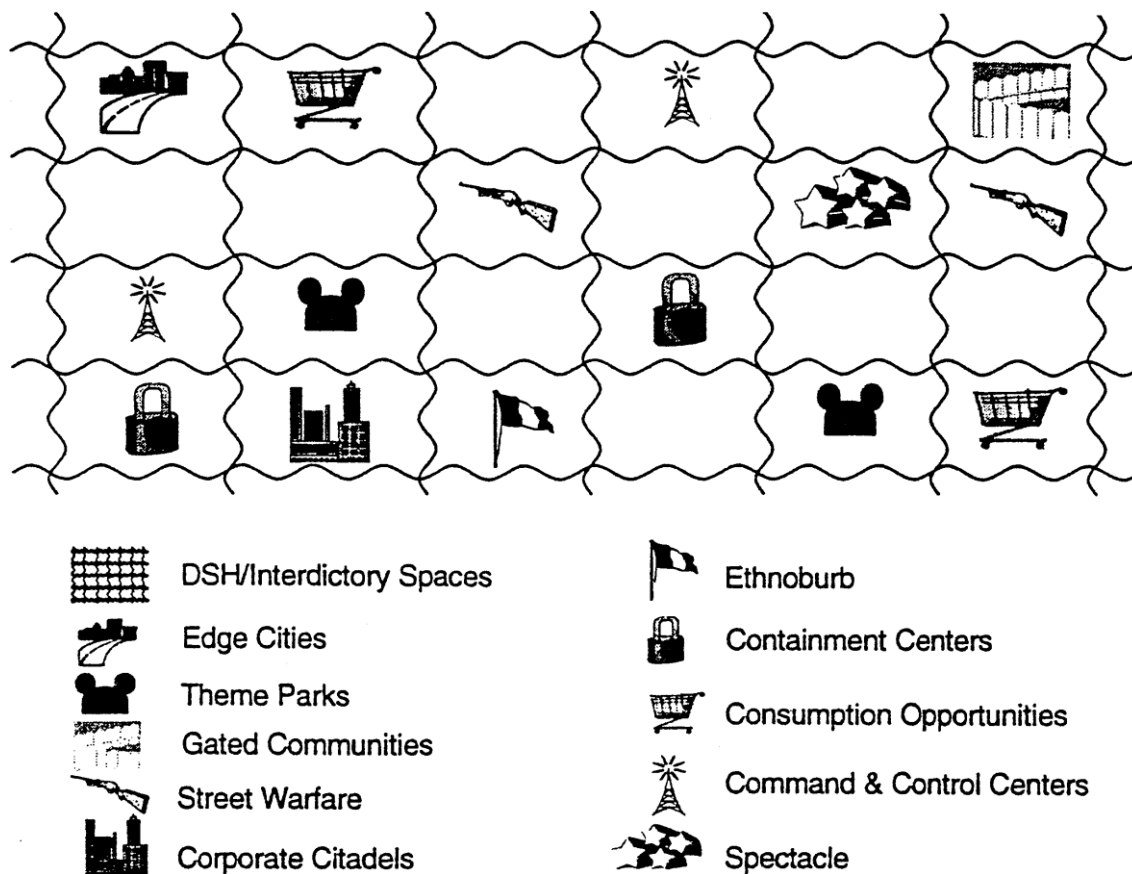 DSH/Interdictory Spaces
Edge Cities
Theme Parks
Gated Communities
Street Warfare
Corporate Citadels
Ethnoburb
Containment Centers
Consumption Opportunities
Command & Control Centers
Spectacle